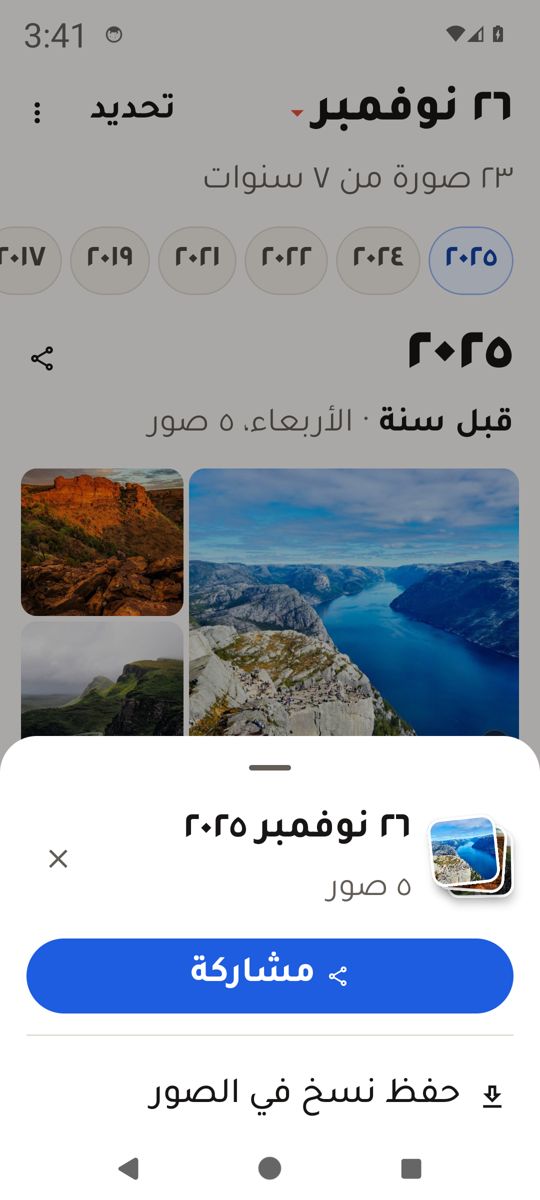 3:41
٢٦ نوفمبر
تحديد
٢٣ صورة من ٧ سنوات
٢٠٢٥
٢٠٢٤
٢٠٢٢
٢٠٢١
٢٠١٩
٢٠١٧
٢٠٢٥
قبل سنة · الأربعاء، ٥ صور
٢٦ نوفمبر ٢٠٢٥
٥ صور
مشاركة
حفظ نسخ في الصور